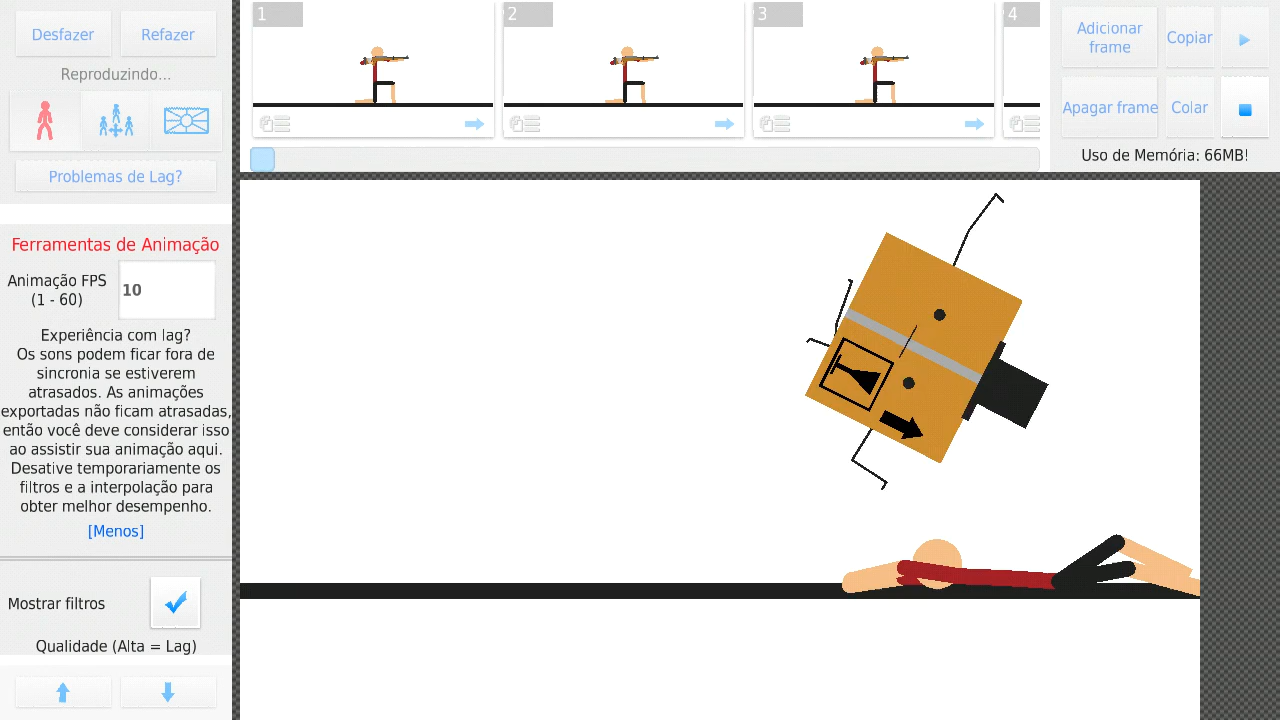 Desfazer
Refazer
Reproduzindo...
Problemas de Lag?
1
2
3
4
Adicionar
frame
Copiar
Apagar frame
Colar
Uso de Memória: 66MB!
Ferramentas de Animação
Animação FPS
(1 - 60)
10
Experiência com lag?
Os sons podem ficar fora de
sincronia se estiverem
atrasados. As animações
exportadas não ficam atrasadas,
então você deve considerar isso
ao assistir sua animação aqui.
Desative temporariamente os
filtros e a interpolação para
obter melhor desempenho.
[Menos]
Mostrar filtros
Qualidade (Alta = Lag)